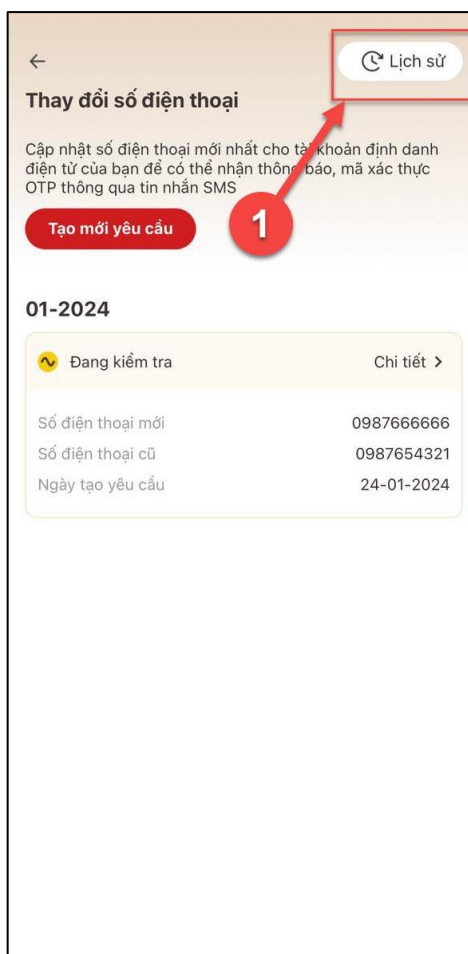 Lịch sử
Thay đổi số điện thoại
Cập nhật số điện thoại mới nhất cho tài khoản định danh
điện tử của bạn để có thể nhận thông báo, mã xác thực
OTP thông qua tin nhắn SMS
Tạo mới yêu cầu
1
01-2024
Đang kiểm tra Chi tiết
Số điện thoại mới 0987666666
Số điện thoại cũ 0987654321
Ngày tạo yêu cầu 24-01-2024